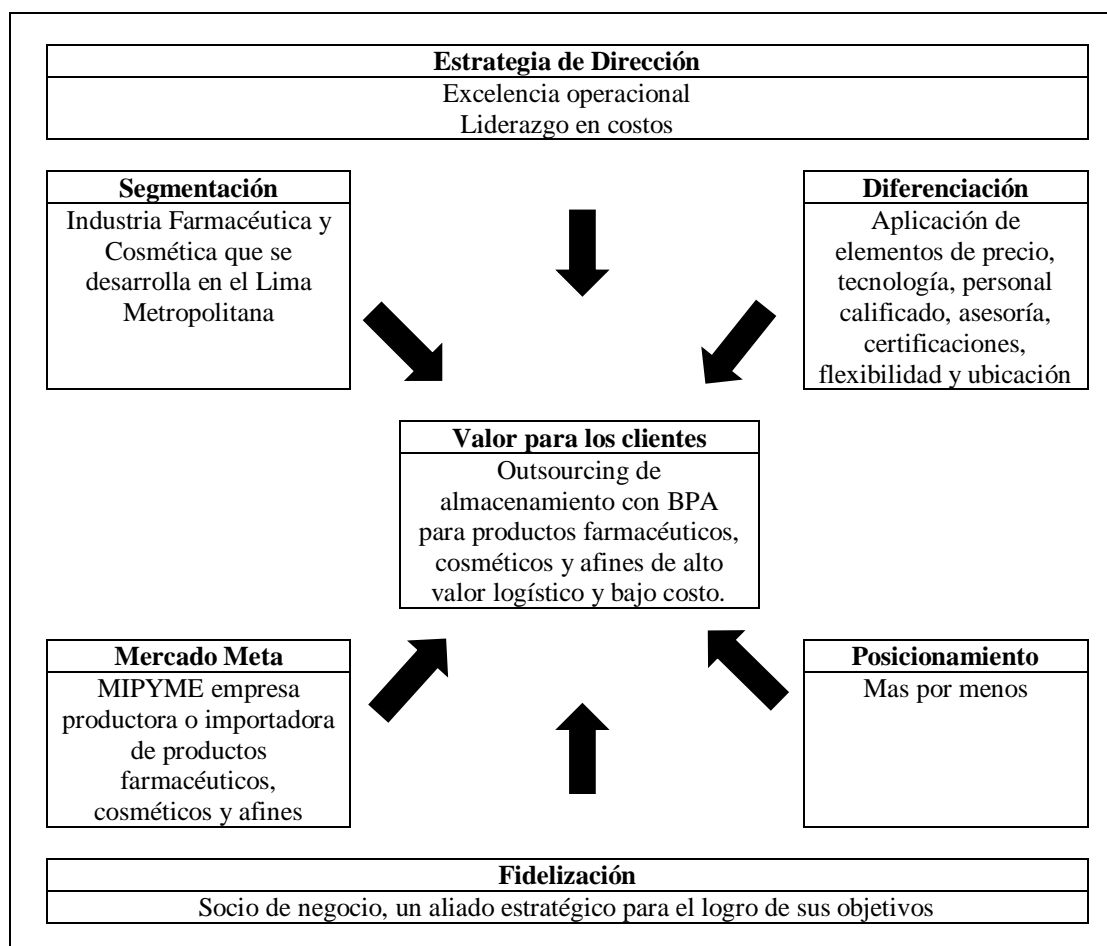 Estrategia de Dirección
Excelencia operacional
Liderazgo en costos
Segmentación
Industria Farmacéutica y
Cosmética que se
desarrolla en el Lima
Metropolitana
Diferenciación
Aplicación de
elementos de precio,
tecnología, personal
calificado, asesoría,
certificaciones,
flexibilidad y ubicación
Valor para los clientes
Outsourcing de
almacenamiento con BPA
para productos farmacéuticos,
cosméticos y afines de alto
valor logístico y bajo costo.
Mercado Meta
MIPYME empresa
productora o importadora
de productos
farmacéuticos,
cosméticos y afines
Posicionamiento
Mas por menos
Fidelización
Socio de negocio, un aliado estratégico para el logro de sus objetivos